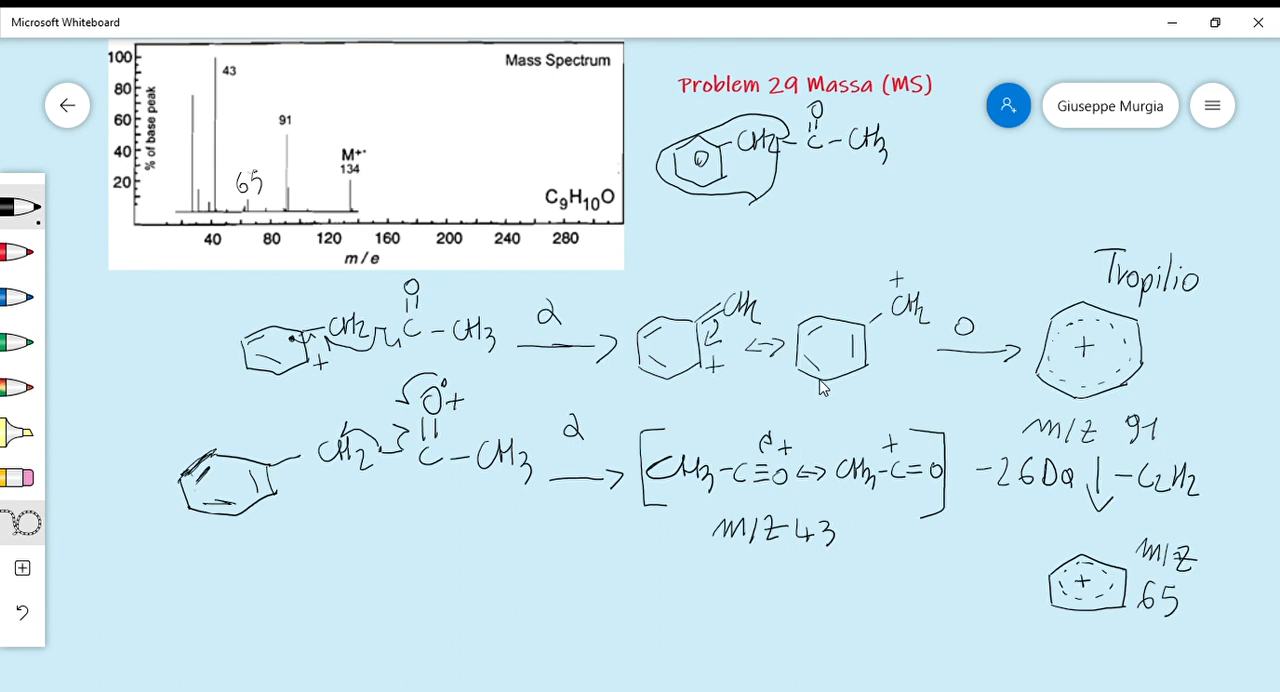 Microsoft Whiteboard
Mass Spectrum
100
80
60
40
20
% of base peak
43
91
65
M+·
134
C₉H₁₀O
40 80 120 160 200 240 280
m/e
Problem 29 Massa (MS)
Giuseppe Murgia
O
CH₂ - C - CH₃
Tropilio
O
CH₂ C - CH₃
α
CH₂
+
+
CH₂
+
m/z 91
O+
CH₂ C - CH₃
α
CH₃ - C ≡ O + ↔ CH₃ - C = O +
m/z 43
-26 Da
- C₂H₂
+
m/z
65